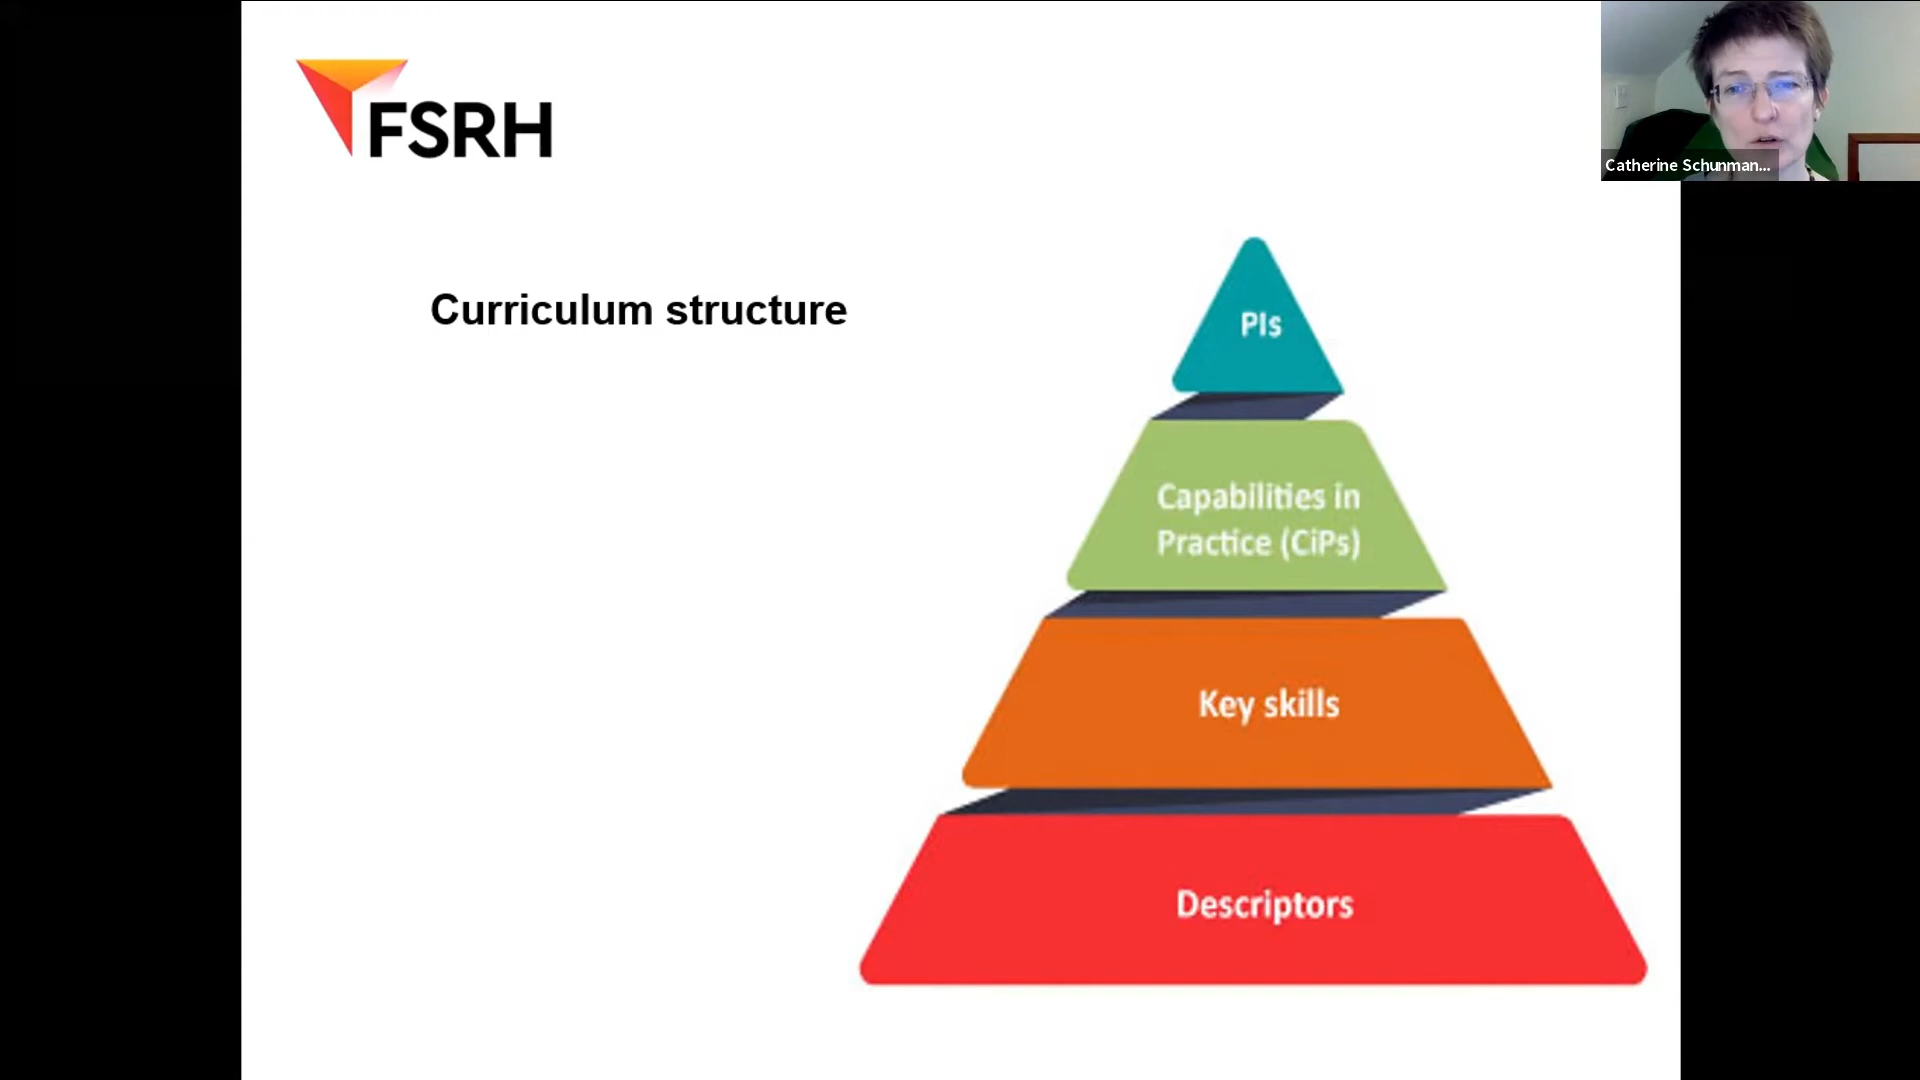 FSRH
Catherine Schunman...
Curriculum structure
PIs
Capabilities in
Practice (CiPs)
Key skills
Descriptors